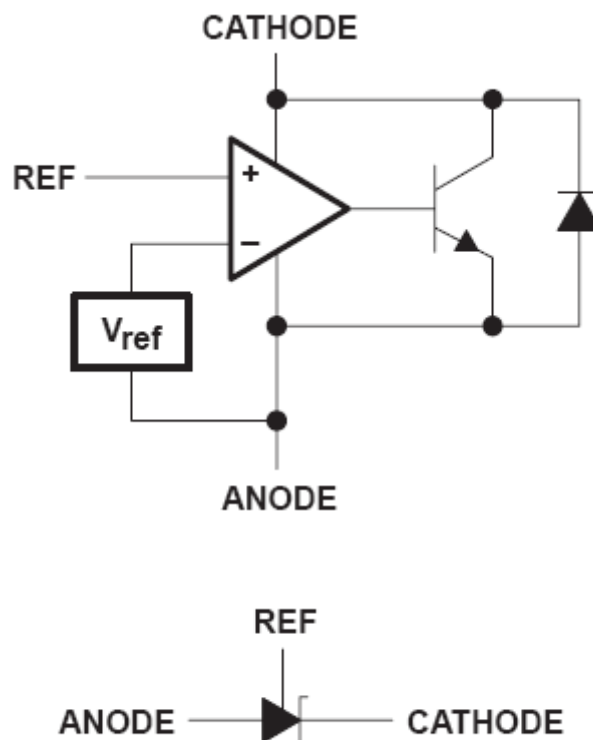 CATHODE
REF
+
−
Vref
ANODE
REF
ANODE
CATHODE